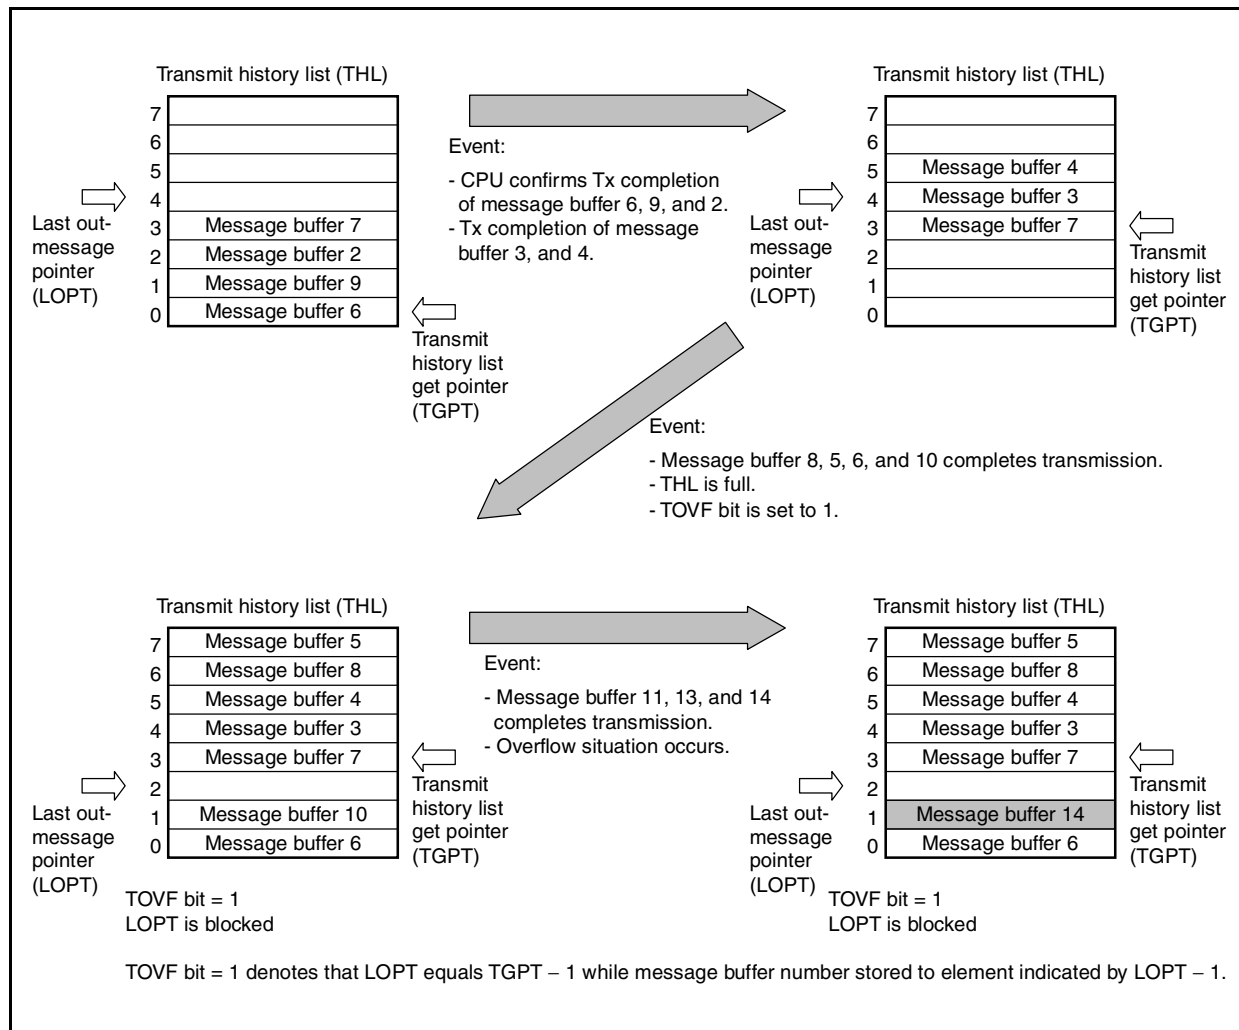 Transmit history list (THL)
7
6
5
4
3 Message buffer 7
2 Message buffer 2
1 Message buffer 9
0 Message buffer 6
Last out-
message
pointer
(LOPT)
Transmit
history list
get pointer
(TGPT)
Event:
- CPU confirms Tx completion
of message buffer 6, 9, and 2.
- Tx completion of message
buffer 3, and 4.
Transmit history list (THL)
7
6
5 Message buffer 4
4 Message buffer 3
3 Message buffer 7
2
1
0
Last out-
message
pointer
(LOPT)
Transmit
history list
get pointer
(TGPT)
Event:
- Message buffer 8, 5, 6, and 10 completes transmission.
- THL is full.
- TOVF bit is set to 1.
Transmit history list (THL)
7 Message buffer 5
6 Message buffer 8
5 Message buffer 4
4 Message buffer 3
3 Message buffer 7
2
1 Message buffer 10
0 Message buffer 6
Last out-
message
pointer
(LOPT)
Transmit
history list
get pointer
(TGPT)
TOVF bit = 1
LOPT is blocked
Event:
- Message buffer 11, 13, and 14
completes transmission.
- Overflow situation occurs.
Transmit history list (THL)
7 Message buffer 5
6 Message buffer 8
5 Message buffer 4
4 Message buffer 3
3 Message buffer 7
2
1 Message buffer 14
0 Message buffer 6
Last out-
message
pointer
(LOPT)
Transmit
history list
get pointer
(TGPT)
TOVF bit = 1
LOPT is blocked
TOVF bit = 1 denotes that LOPT equals TGPT − 1 while message buffer number stored to element indicated by LOPT − 1.